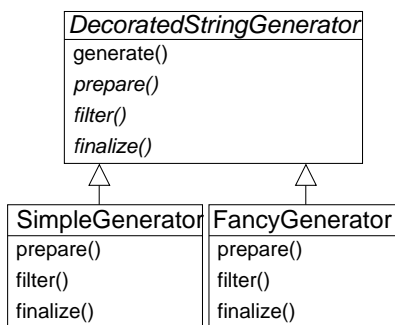 DecoratedStringGenerator
generate()
prepare()
filter()
finalize()
SimpleGenerator
prepare()
filter()
finalize()
FancyGenerator
prepare()
filter()
finalize()